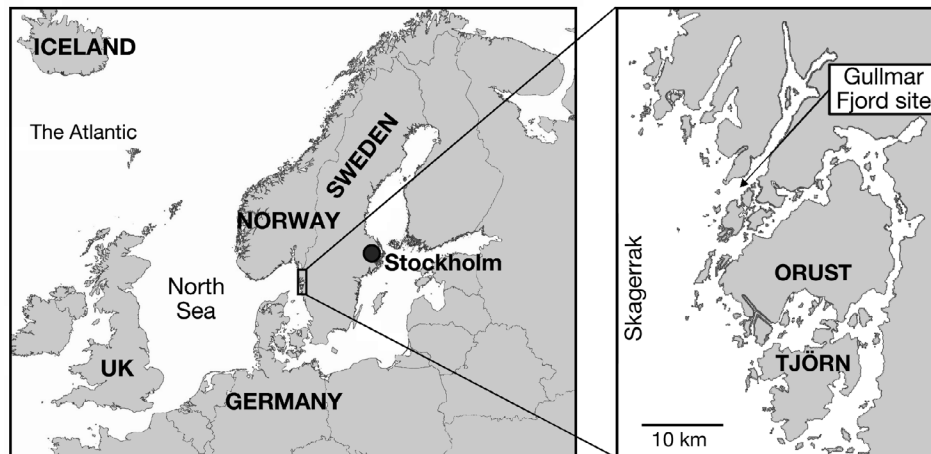 ICELAND
The Atlantic
SWEDEN
NORWAY
Stockholm
North
Sea
UK
GERMANY
Gullmar
Fjord site
Skagerrak
ORUST
TJÖRN
10 km